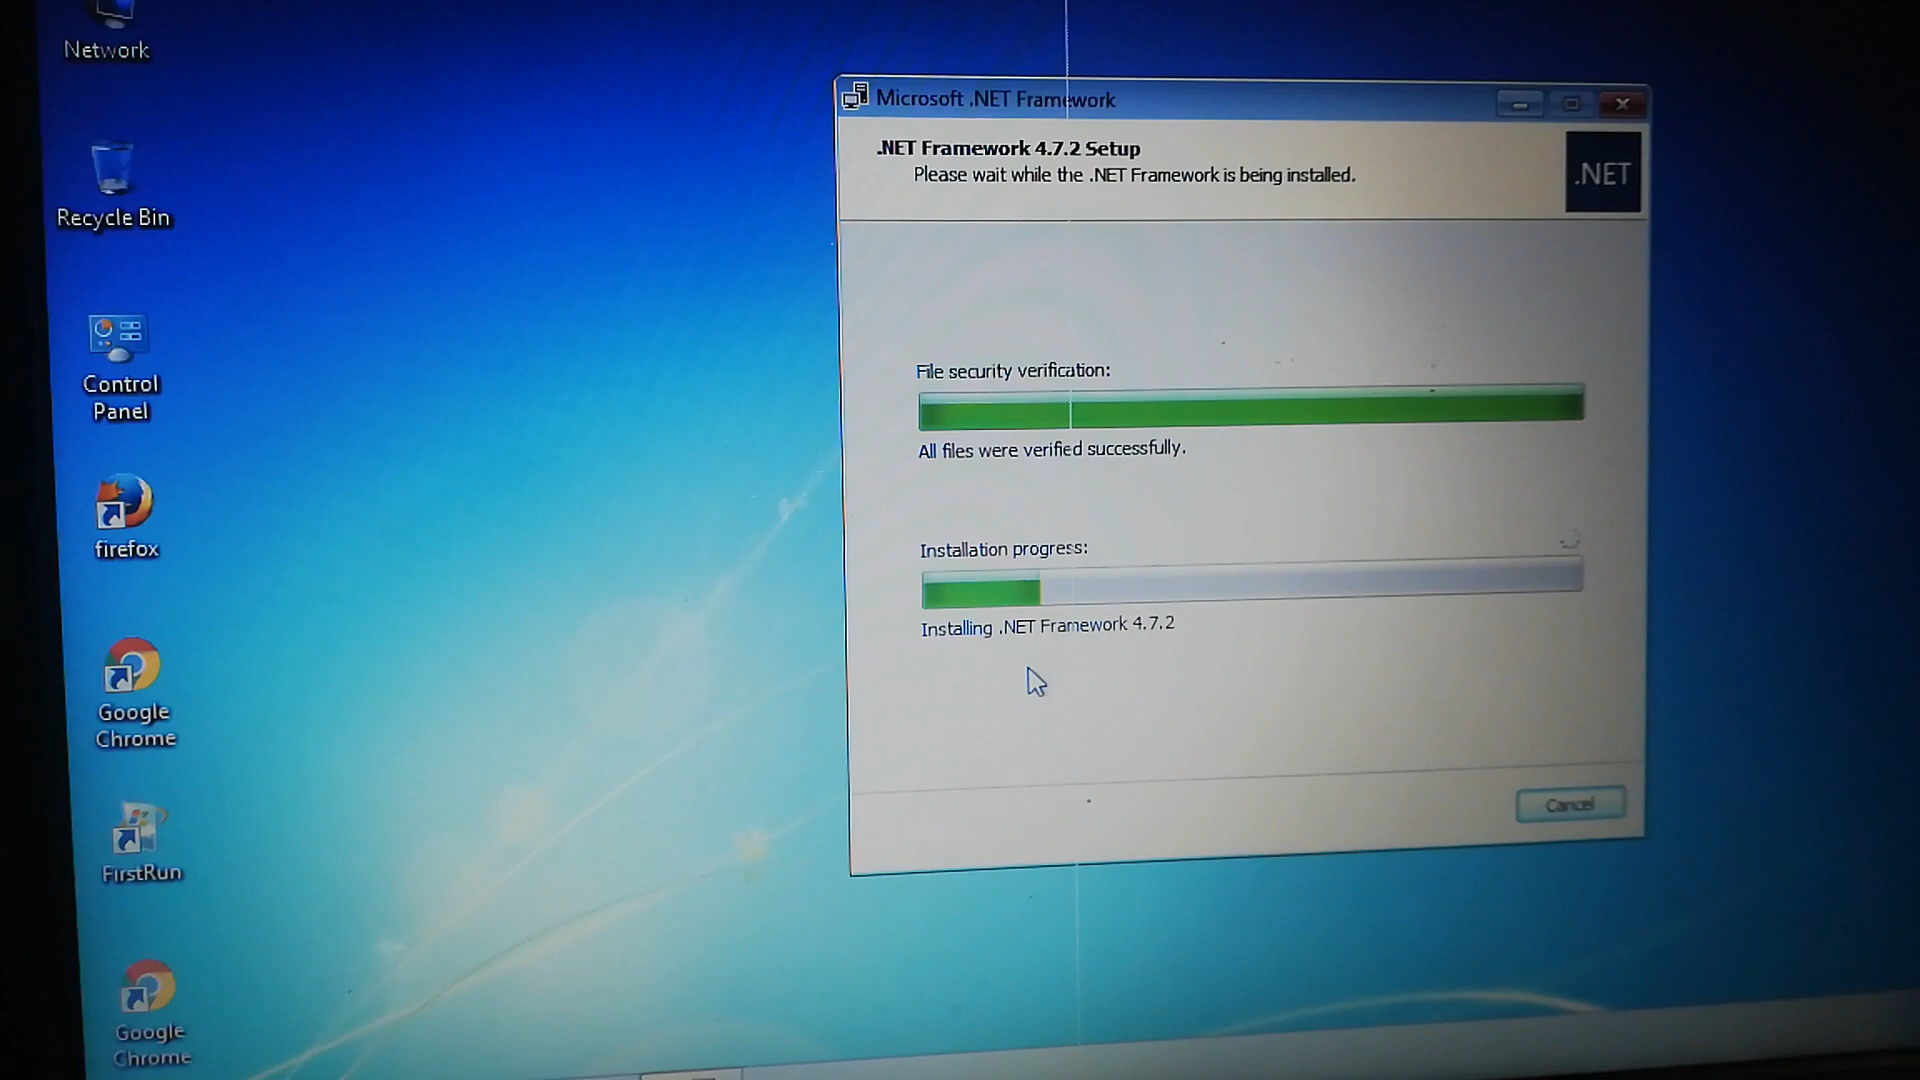 Network
Recycle Bin
Control
Panel
firefox
Google
Chrome
FirstRun
Google
Chrome
Microsoft .NET Framework
.NET Framework 4.7.2 Setup
Please wait while the .NET Framework is being installed.
.NET
File security verification:
All files were verified successfully.
Installation progress:
Installing .NET Framework 4.7.2
Cancel